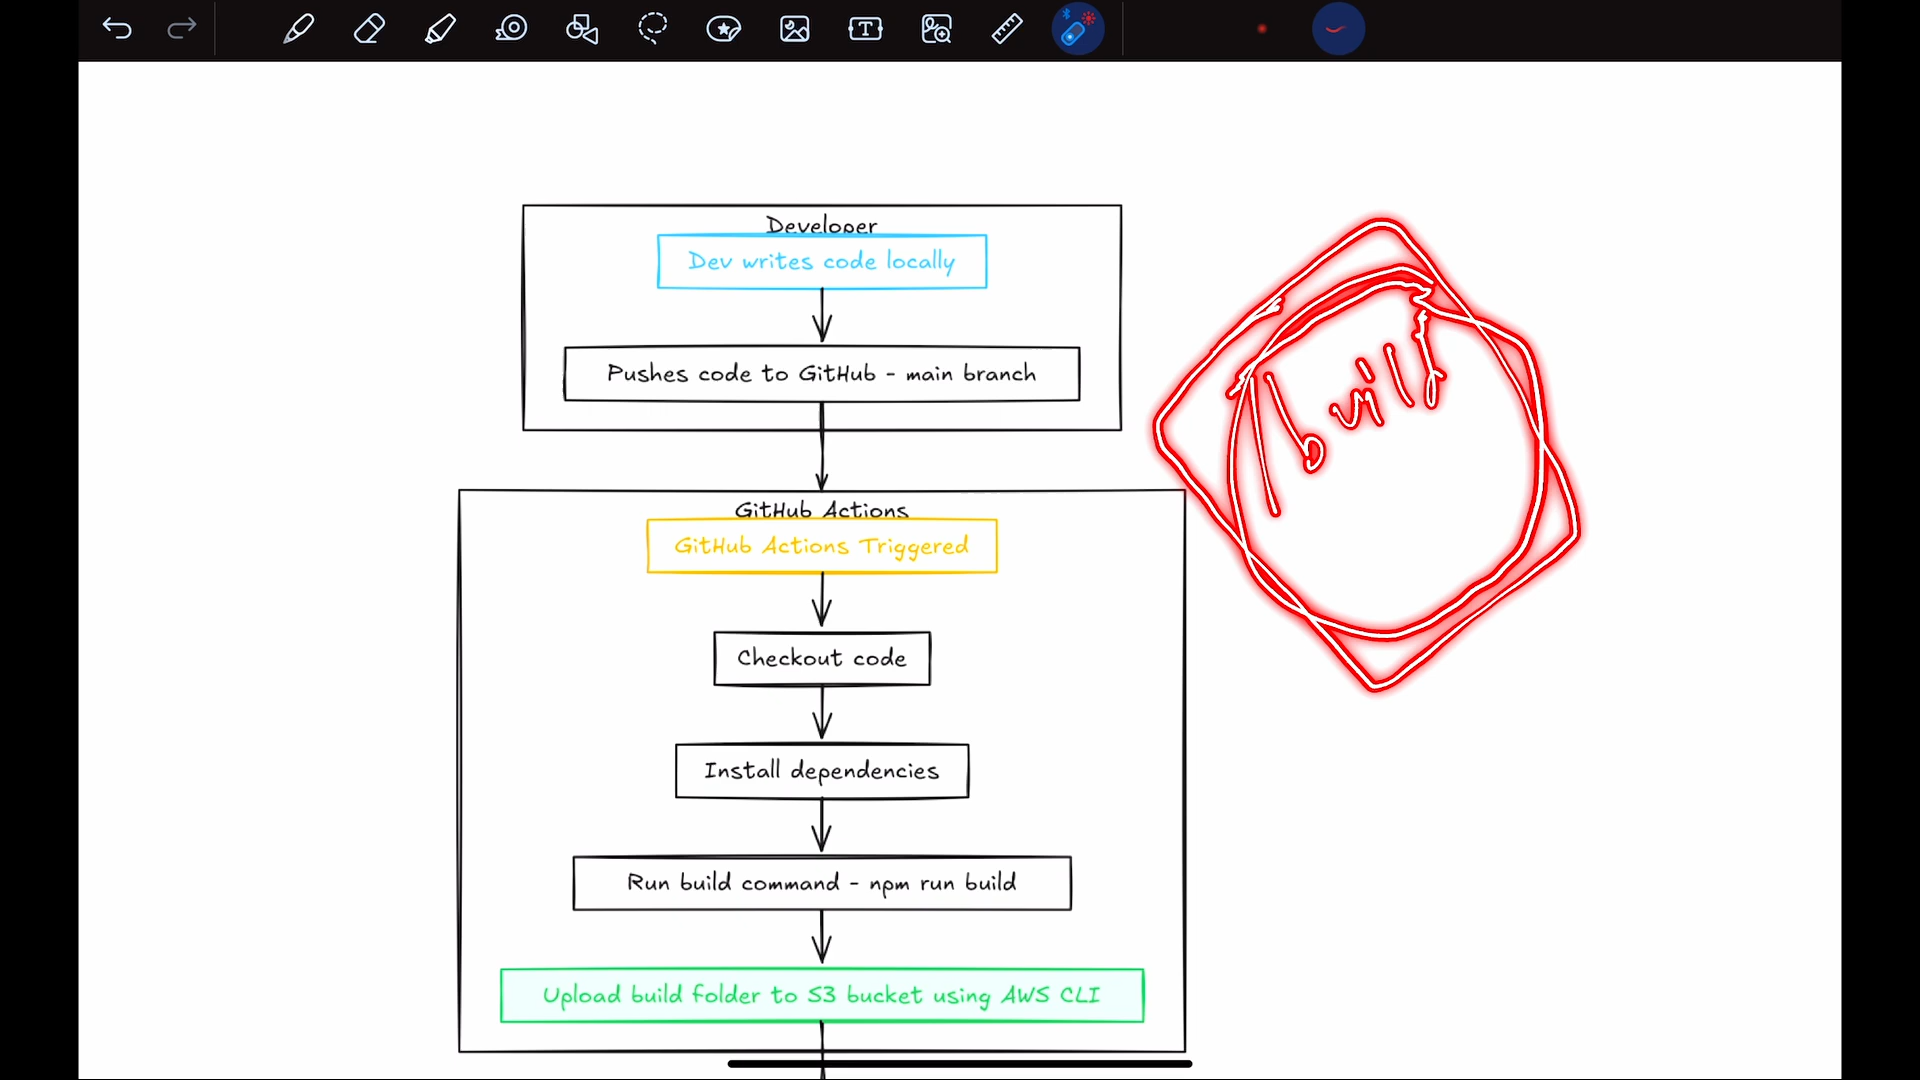 Developer
Dev writes code locally
Pushes code to GitHub - main branch
/build
GitHub Actions
GitHub Actions Triggered
Checkout code
Install dependencies
Run build command - npm run build
Upload build folder to S3 bucket using AWS CLI